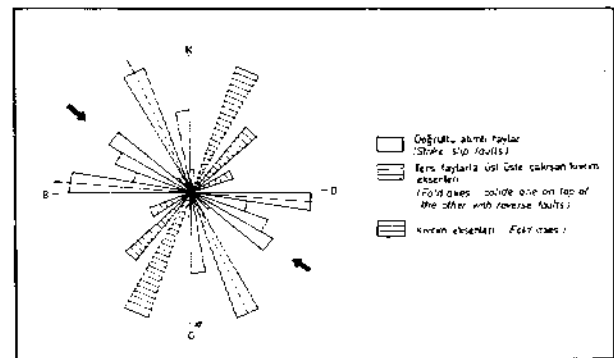 K
B
D
G
Doğrultu atımlı faylar
(Strike slip faults)
Ters faylarla üst üste çakışan kıvrım
eksenleri
(Fold axes collide one on top of
the other with reverse faults)
Kıvrım eksenleri (Fold axes)